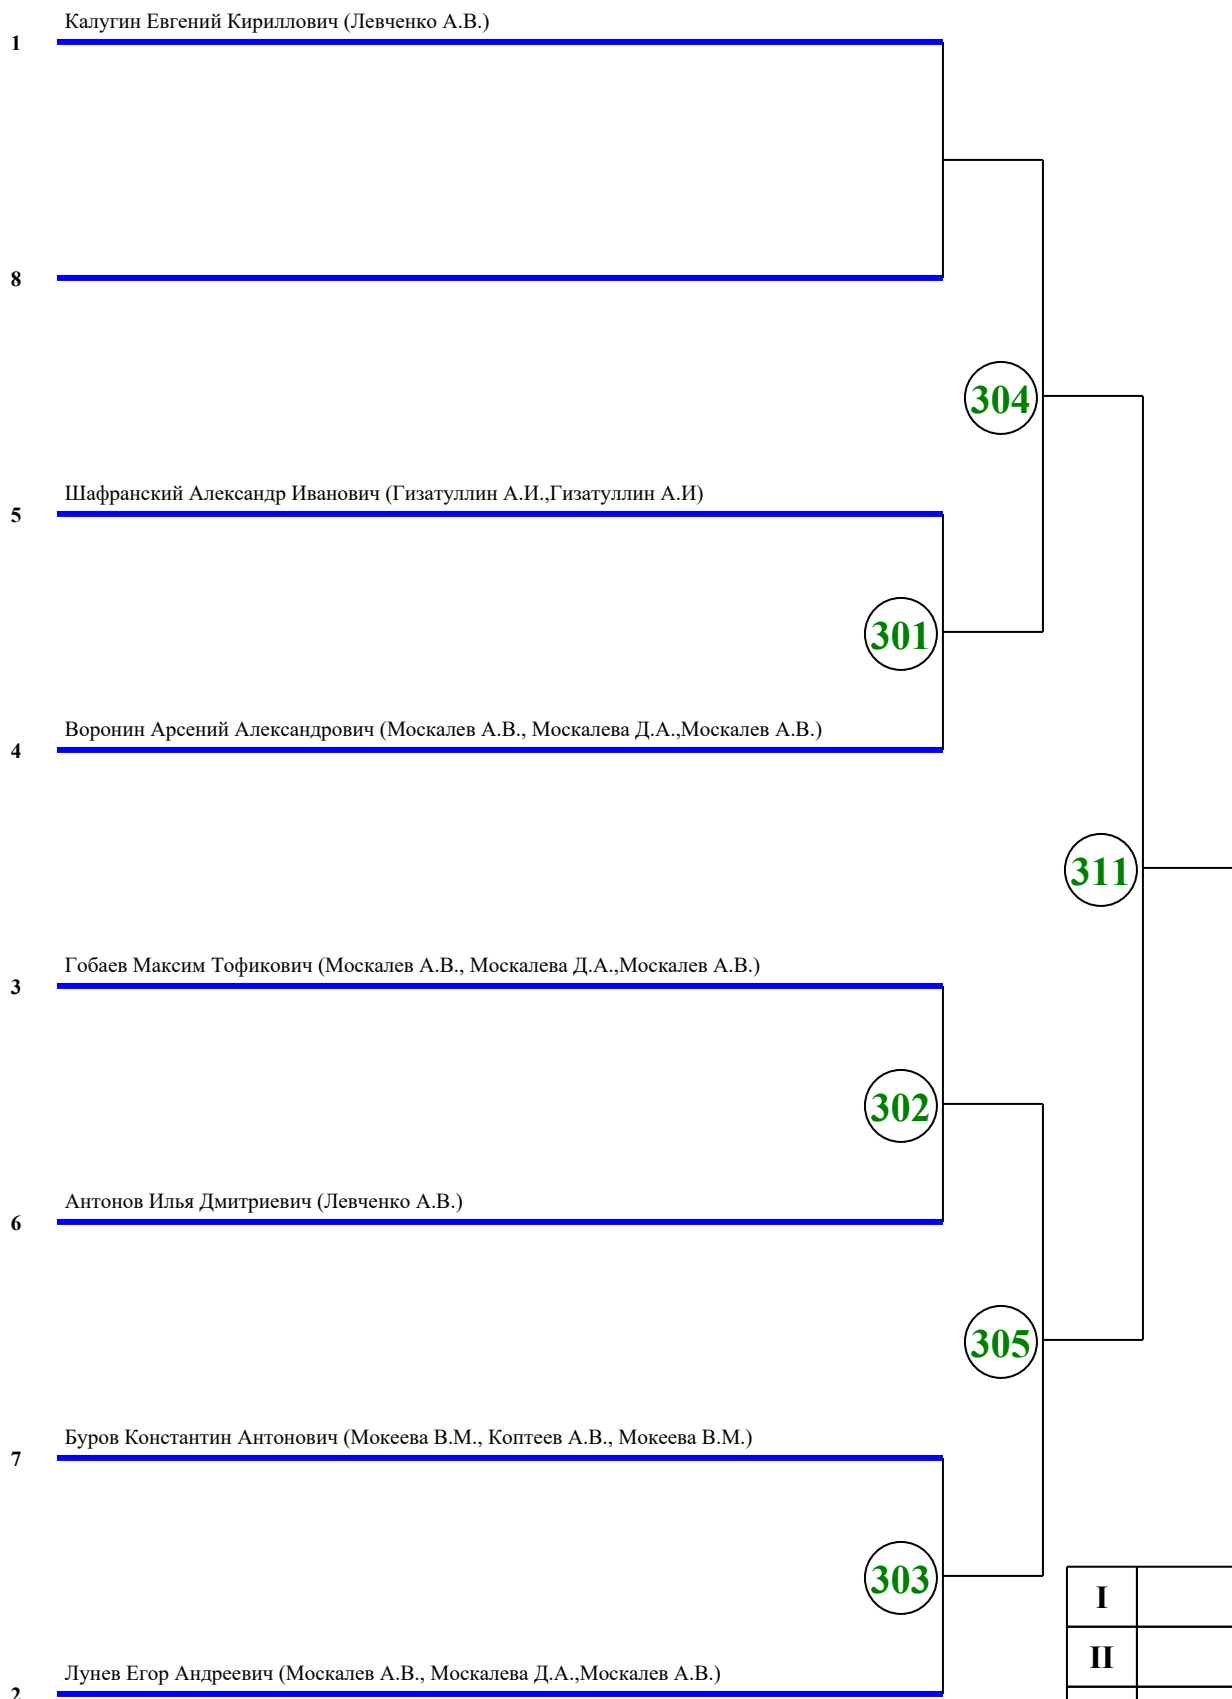 Калугин Евгений Кириллович (Левченко А.В.)
1
8
304
Шафранский Александр Иванович (Гизатуллин А.И.,Гизатуллин А.И)
5
301
Воронин Арсений Александрович (Москалев А.В., Москалева Д.А.,Москалев А.В.)
4
311
Гобаев Максим Тофикович (Москалев А.В., Москалева Д.А.,Москалев А.В.)
3
302
Антонов Илья Дмитриевич (Левченко А.В.)
6
305
Буров Константин Антонович (Мокеева В.М., Коптеев А.В., Мокеева В.М.)
7
303
I
II
Лунев Егор Андреевич (Москалев А.В., Москалева Д.А.,Москалев А.В.)
2